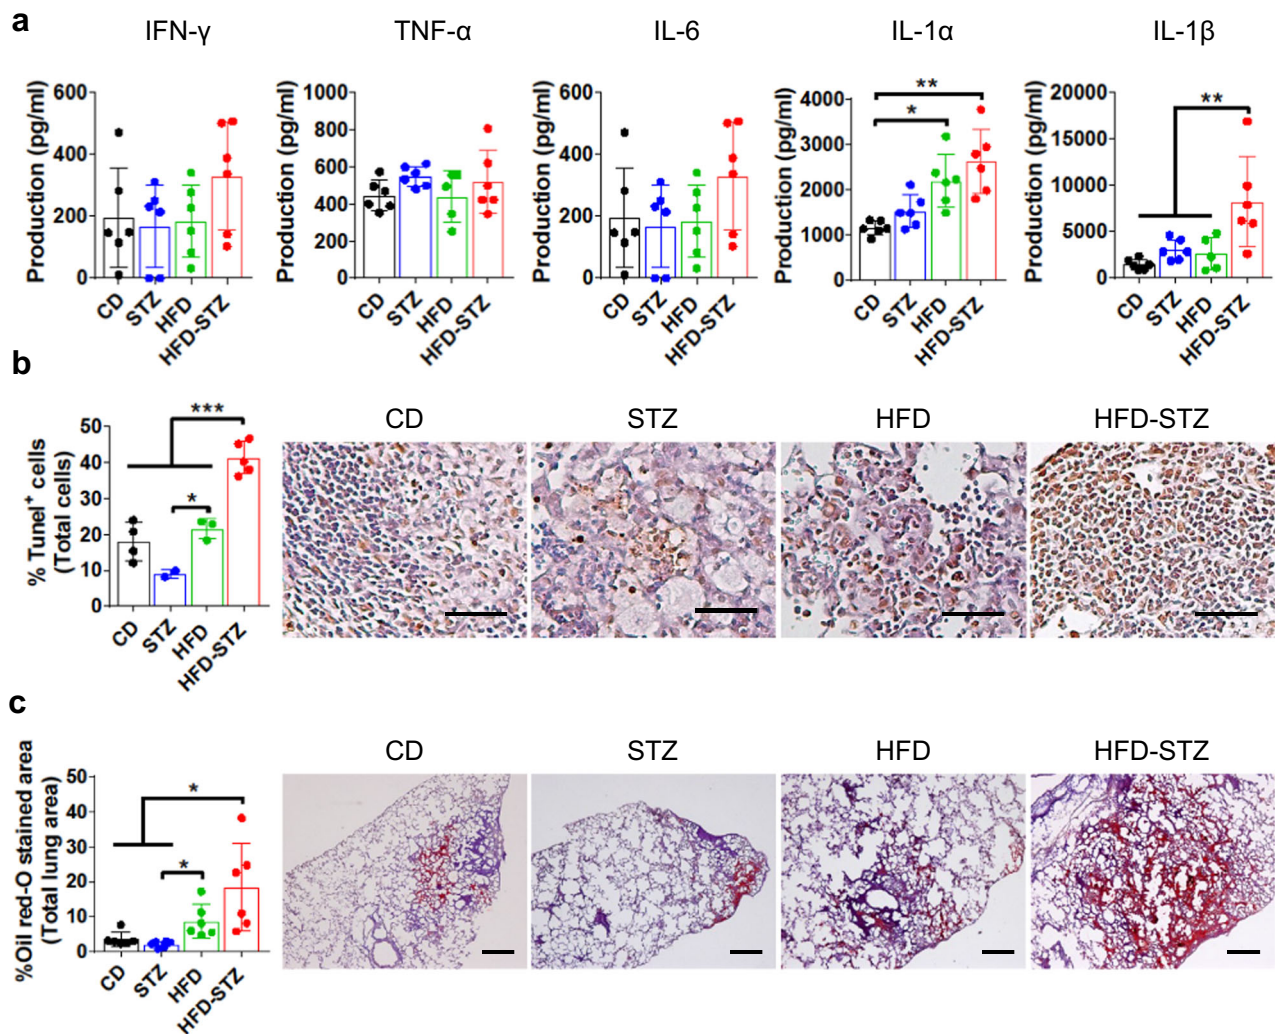 a
IFN-γ
TNF-α
IL-6
IL-1α
IL-1β
Production (pg/ml)
600
400
200
0
CD
STZ
HFD
HFD-STZ
Production (pg/ml)
1000
800
600
400
200
0
CD
STZ
HFD
HFD-STZ
Production (pg/ml)
600
400
200
0
CD
STZ
HFD
HFD-STZ
Production (pg/ml)
4000
3000
2000
1000
0
**
*
CD
STZ
HFD
HFD-STZ
Production (pg/ml)
20000
15000
10000
5000
0
**
CD
STZ
HFD
HFD-STZ
b
% Tunel⁺ cells
(Total cells)
50
40
30
20
10
0
***
*
CD
STZ
HFD
HFD-STZ
CD
STZ
HFD
HFD-STZ
c
%Oil red-O stained area
(Total lung area)
50
40
30
20
10
0
*
*
CD
STZ
HFD
HFD-STZ
CD
STZ
HFD
HFD-STZ